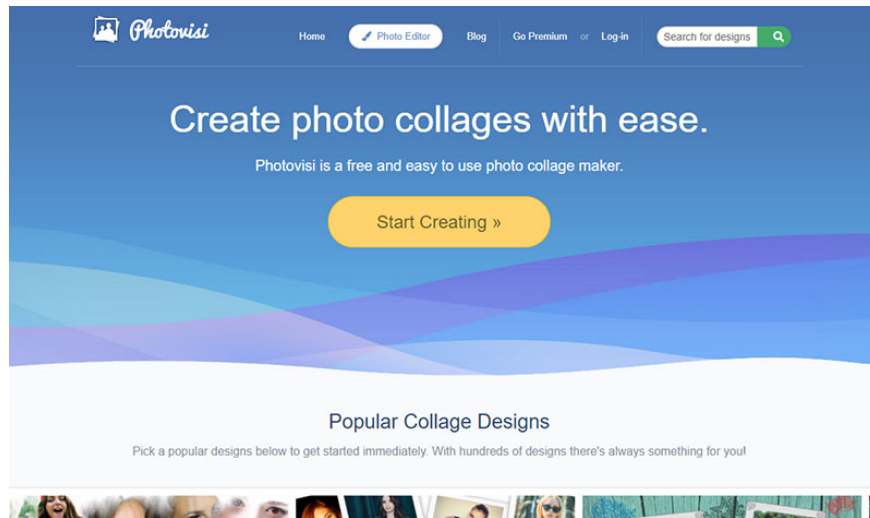 Photovisi
Home
Photo Editor
Blog
Go Premium or Log-in
Search for designs
Create photo collages with ease.
Photovisi is a free and easy to use photo collage maker.
Start Creating »
Popular Collage Designs
Pick a popular designs below to get started immediately. With hundreds of designs there's always something for you!